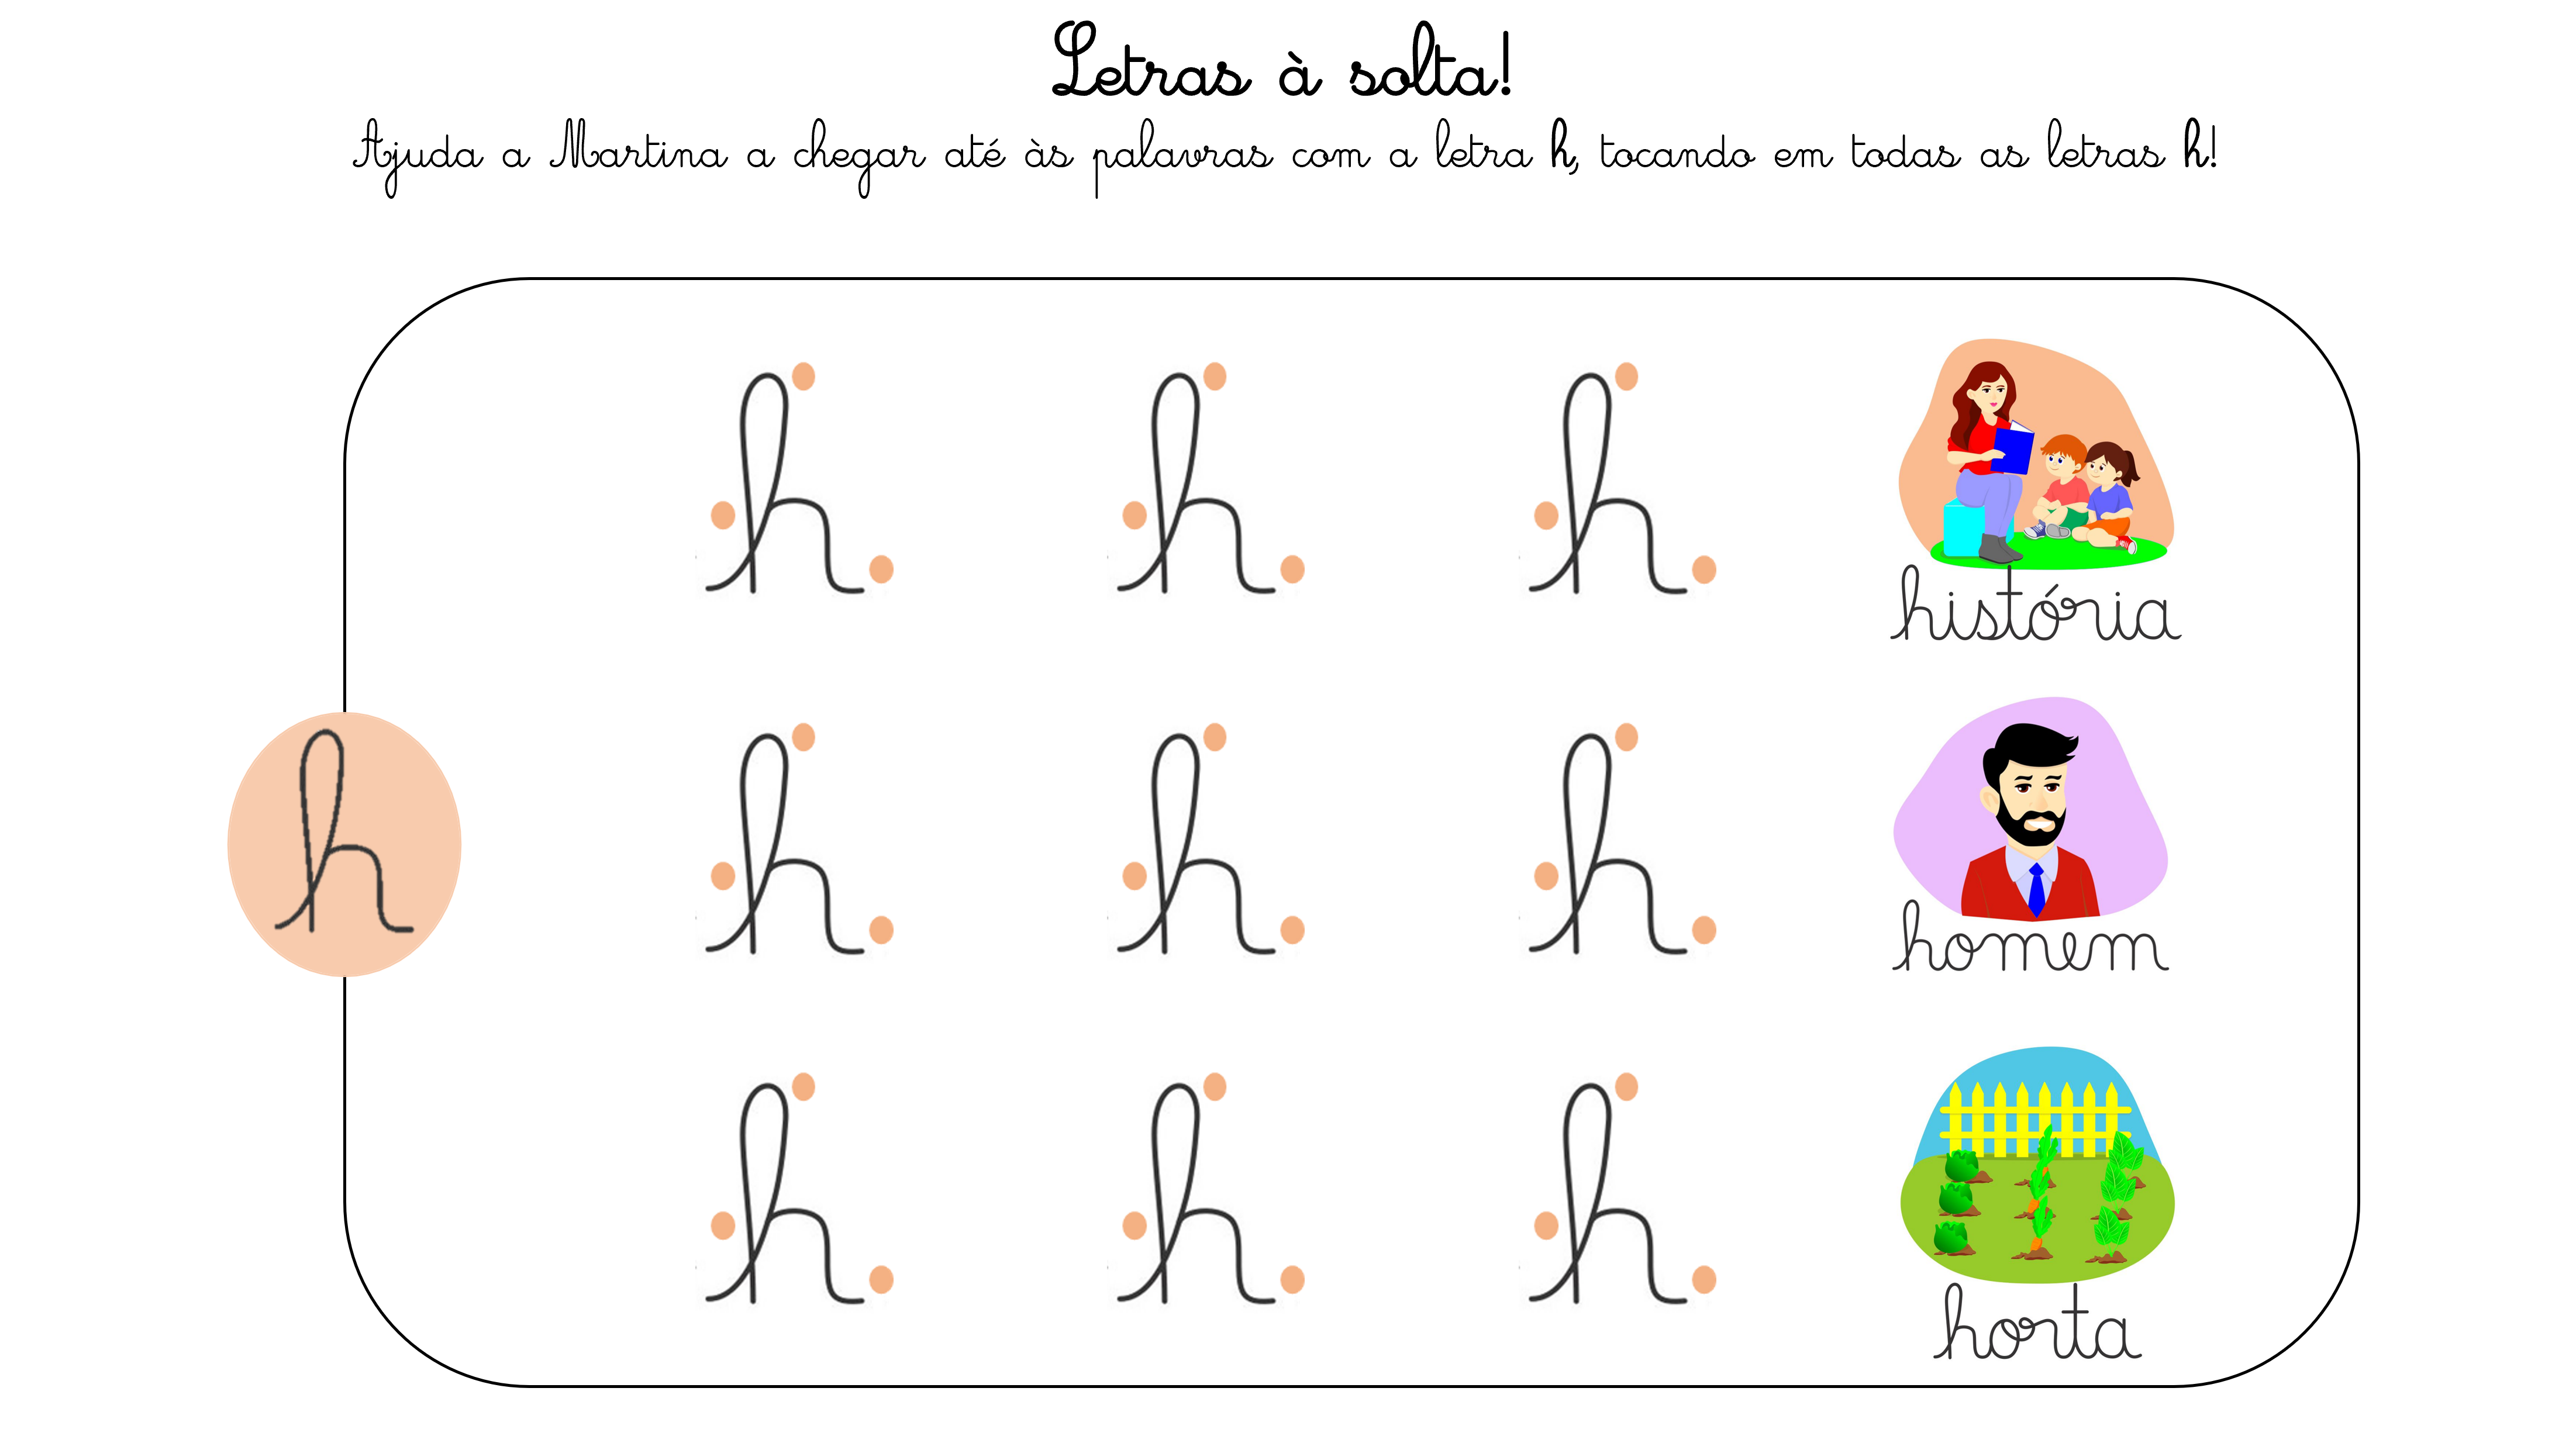 Letras à solta!
Ajuda a Martina a chegar até às palavras com a letra h, tocando em todas as letras h!
h h h
história
h
h h h
homem
h h h
horta